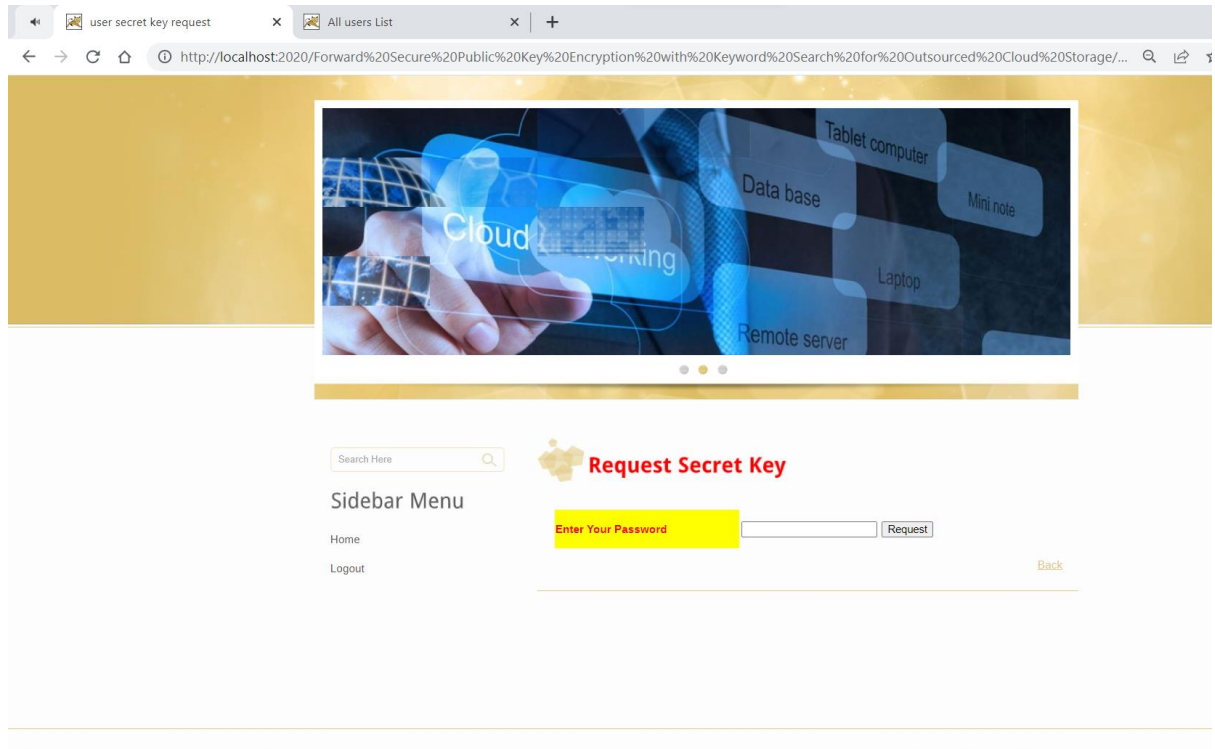 user secret key request
All users List
http://localhost:2020/Forward%20Secure%20Public%20Key%20Encryption%20with%20Keyword%20Search%20for%20Outsourced%20Cloud%20Storage/...
Tablet computer
Data base
Mini note
Cloud
Laptop
Remote server
Search Here
Request Secret Key
Sidebar Menu
Enter Your Password
Request
Home
Back
Logout